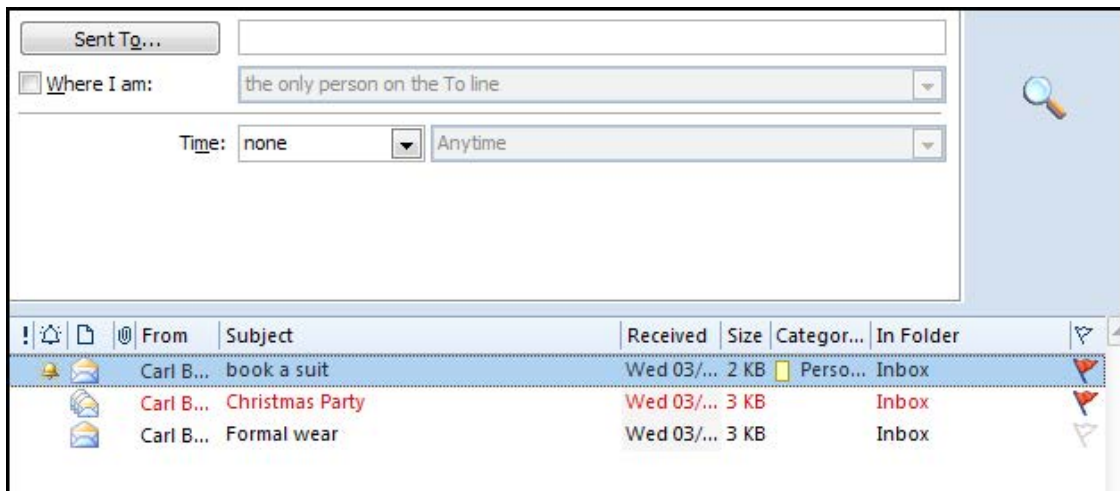 Sent To...
Where I am: the only person on the To line
Time: none Anytime
! From Subject Received Size Categor... In Folder
Carl B... book a suit Wed 03/... 2 KB Perso... Inbox
Carl B... Christmas Party Wed 03/... 3 KB Inbox
Carl B... Formal wear Wed 03/... 3 KB Inbox